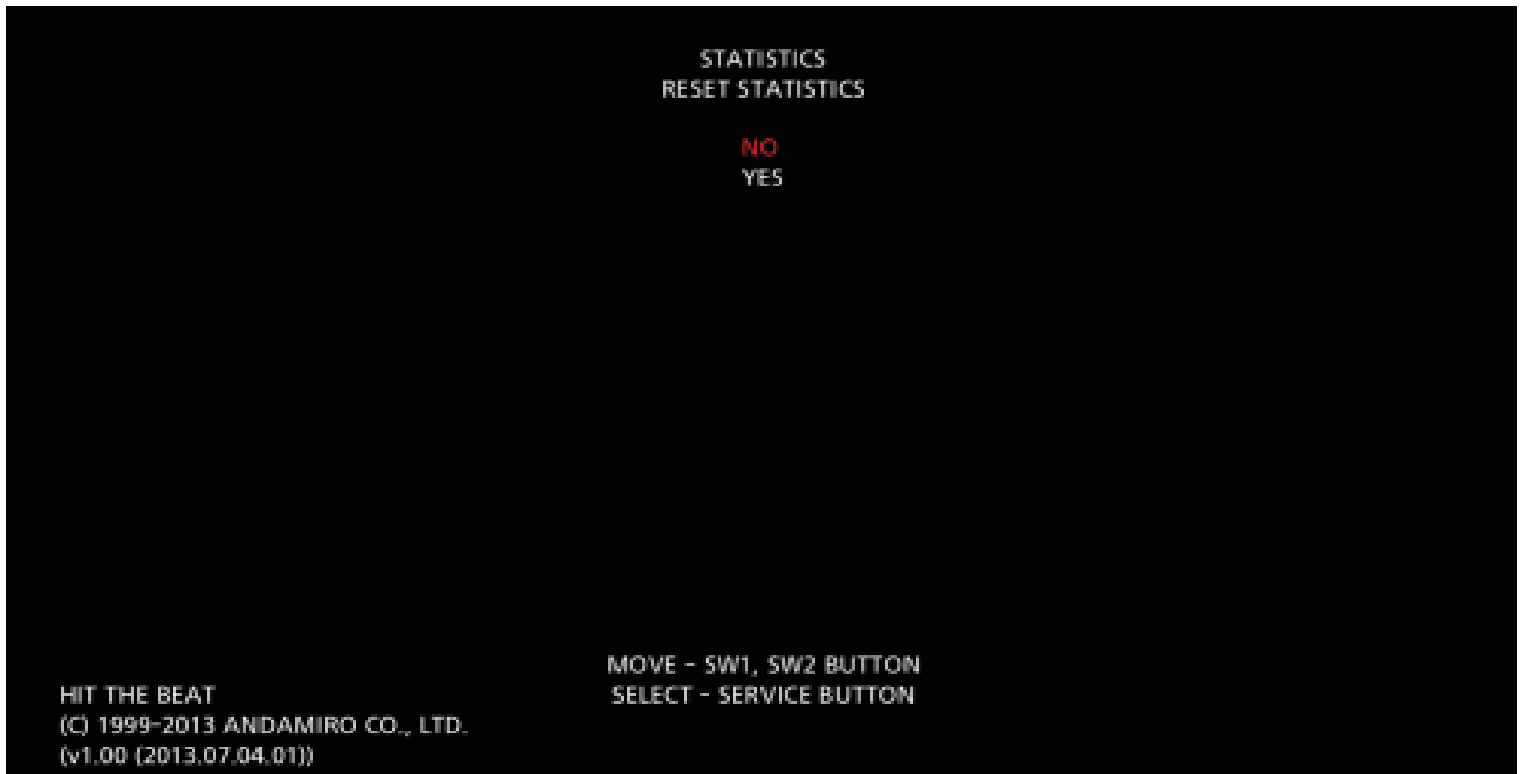 STATISTICS
RESET STATISTICS
NO
YES
MOVE - SW1, SW2 BUTTON
SELECT - SERVICE BUTTON
HIT THE BEAT
(C) 1999-2013 ANDAMIRO CO., LTD.
(v1.00 (2013.07.04.01))